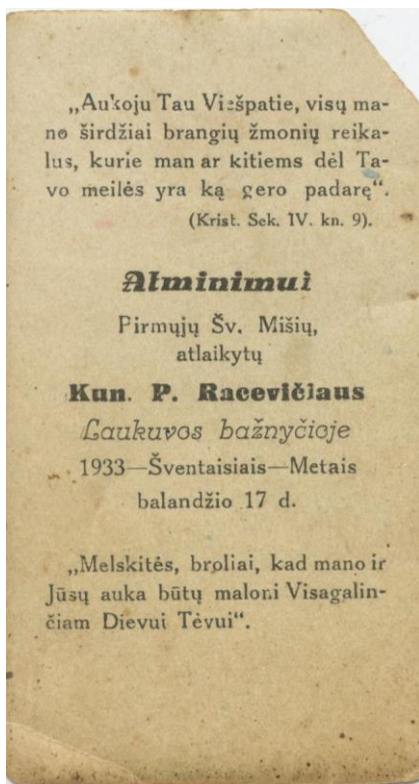 „Aukoju Tau Viešpatie, visų ma-
no širdžiai brangių žmonių reika-
lus, kurie man ar kitiems dėl Ta-
vo meilės yra ką gero padarę“.
(Krist. Sek. IV. kn. 9).
Atminimui
Pirmųjų Šv. Mišių,
atlaikytų
Kun. P. Racevičiaus
Laukuvos bažnyčioje
1933—Šventaisiais—Metais
balandžio 17 d.
„Melskitės, broliai, kad mano ir
Jūsų auka būtų maloni Visagalin-
čiam Dievui Tėvui“.